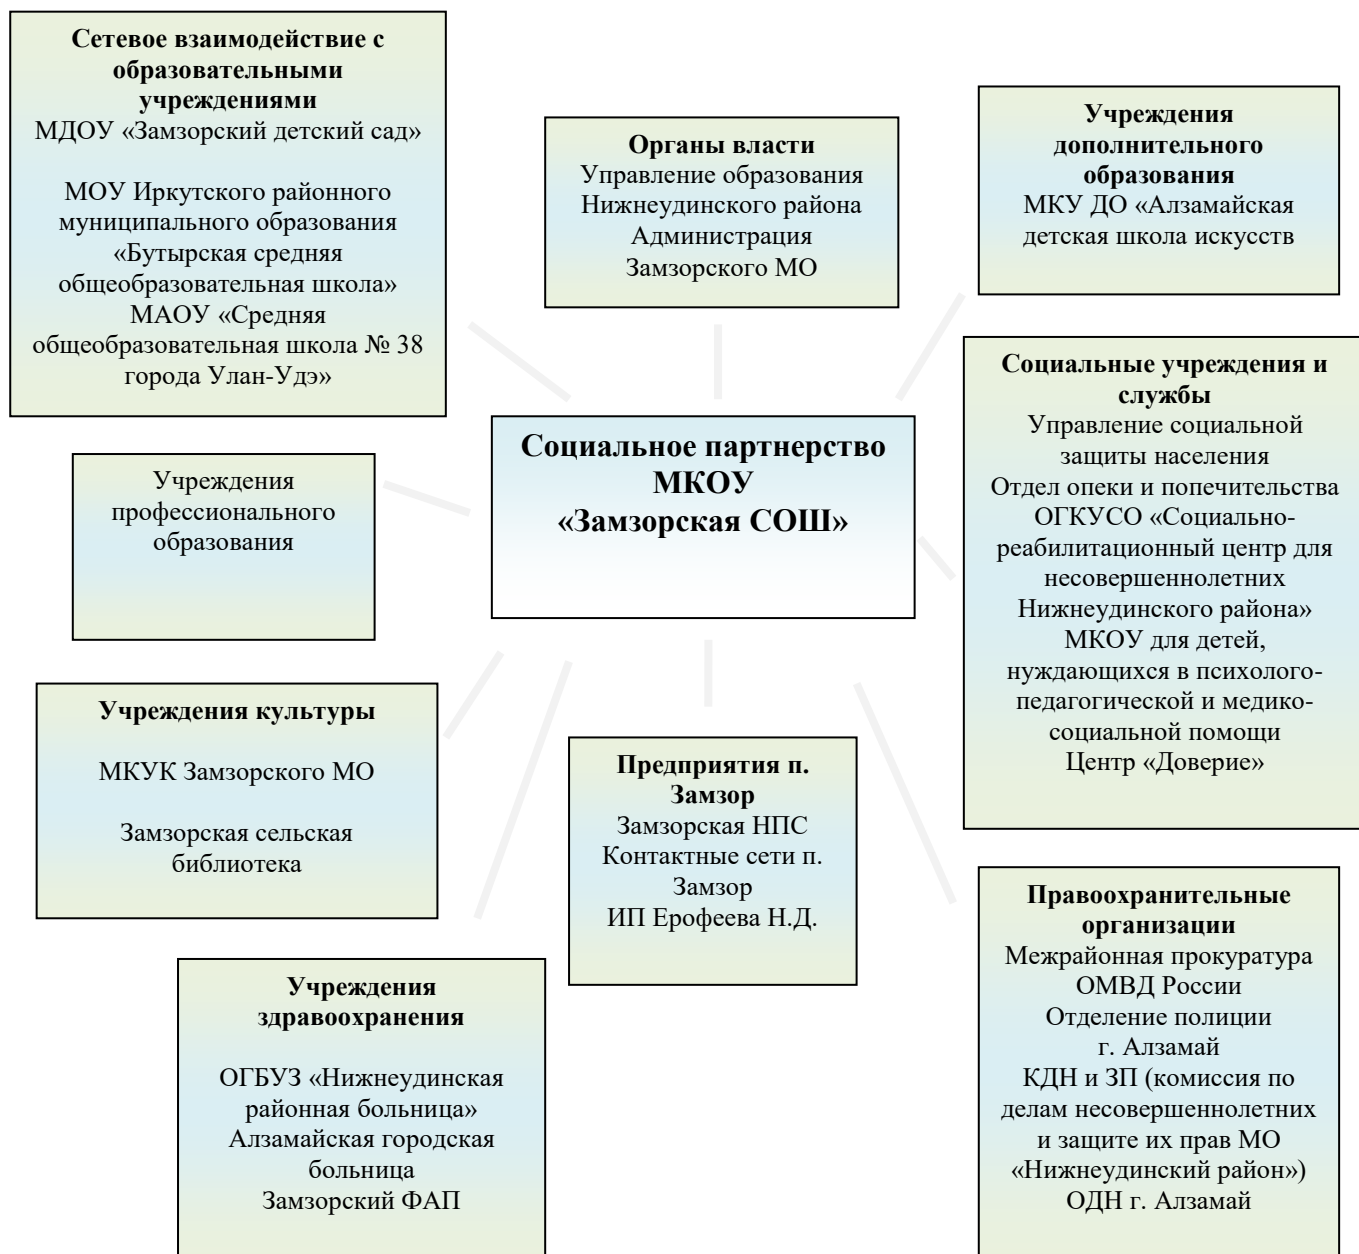 Сетевое взаимодействие с
образовательными
учреждениями
МДОУ «Замзорский детский сад»
МОУ Иркутского районного
муниципального образования
«Бутырская средняя
общеобразовательная школа»
МАОУ «Средняя
общеобразовательная школа № 38
города Улан-Удэ»
Органы власти
Управление образования
Нижнеудинского района
Администрация
Замзорского МО
Учреждения
дополнительного
образования
МКУ ДО «Алзамайская
детская школа искусств
Социальное партнерство
МКОУ
«Замзорская СОШ»
Социальные учреждения и
службы
Управление социальной
защиты населения
Отдел опеки и попечительства
ОГКУСО «Социально-
реабилитационный центр для
несовершеннолетних
Нижнеудинского района»
МКОУ для детей,
нуждающихся в психолого-
педагогической и медико-
социальной помощи
Центр «Доверие»
Учреждения
профессионального
образования
Учреждения культуры
МКУК Замзорского МО
Замзорская сельская
библиотека
Предприятия п.
Замзор
Замзорская НПС
Контактные сети п.
Замзор
ИП Ерофеева Н.Д.
Правоохранительные
организации
Межрайонная прокуратура
ОМВД России
Отделение полиции
г. Алзамай
КДН и ЗП (комиссия по
делам несовершеннолетних
и защите их прав МО
«Нижнеудинский район»)
ОДН г. Алзамай
Учреждения
здравоохранения
ОГБУЗ «Нижнеудинская
районная больница»
Алзамайская городская
больница
Замзорский ФАП